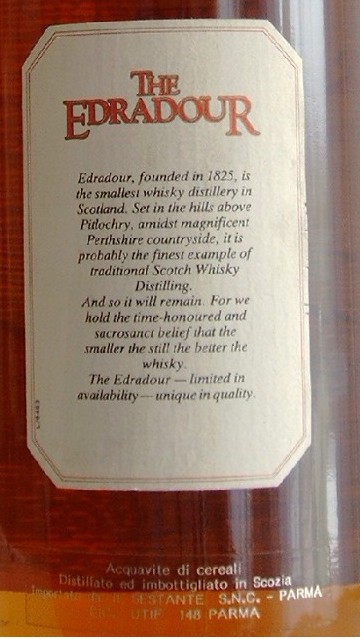 THE
EDRADOUR
Edradour, founded in 1825, is
the smallest whisky distillery in
Scotland. Set in the hills above
Pitlochry, amidst magnificent
Perthshire countryside, it is
probably the finest example of
traditional Scotch Whisky
Distilling.
And so it will remain. For we
hold the time-honoured and
sacrosanct belief that the
smaller the still the better the
whisky.
The Edradour — limited in
availability — unique in quality.
Acquavite di cereali
Distillato ed imbottigliato in Scozia
Importato da SESTANTE S.N.C. - PARMA
UTIF 148 PARMA